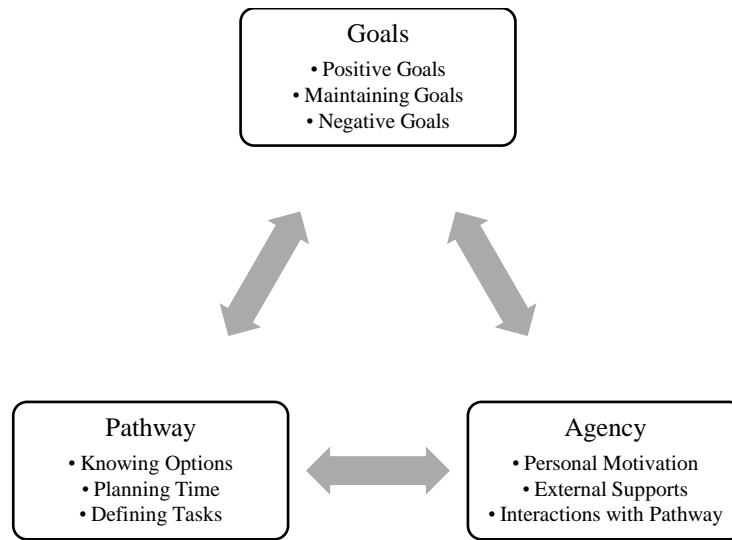 Goals
• Positive Goals
• Maintaining Goals
• Negative Goals
Pathway
• Knowing Options
• Planning Time
• Defining Tasks
Agency
• Personal Motivation
• External Supports
• Interactions with Pathway